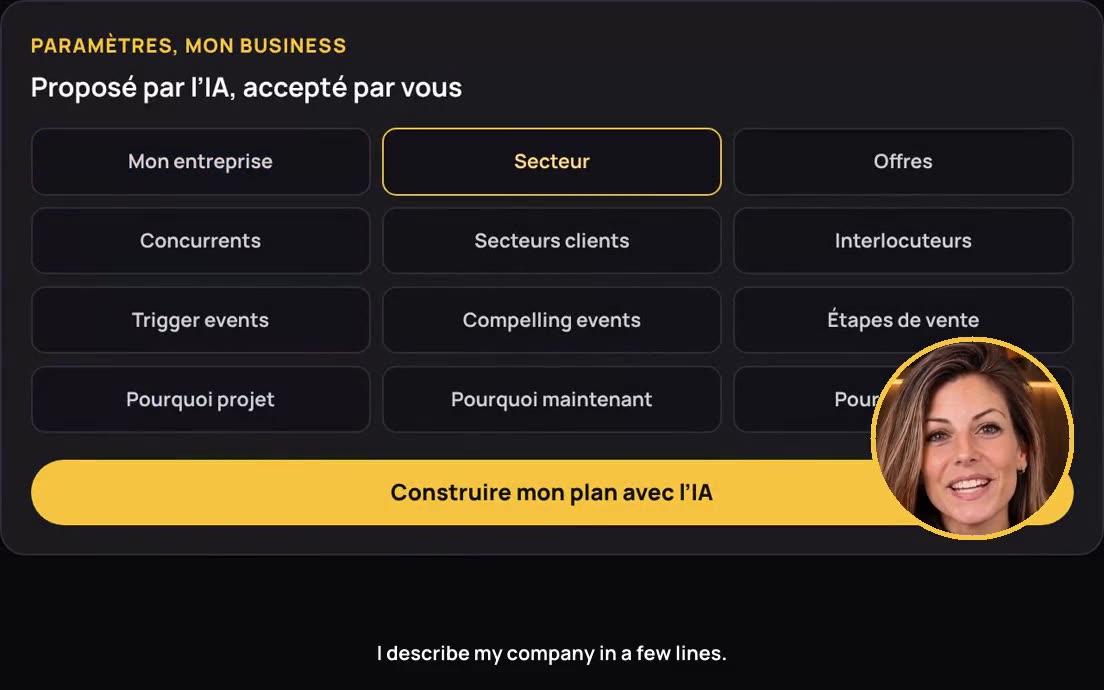 PARAMÈTRES, MON BUSINESS
Proposé par l’IA, accepté par vous
Mon entreprise
Secteur
Offres
Concurrents
Secteurs clients
Interlocuteurs
Trigger events
Compelling events
Étapes de vente
Pourquoi projet
Pourquoi maintenant
Construire mon plan avec l’IA
I describe my company in a few lines.